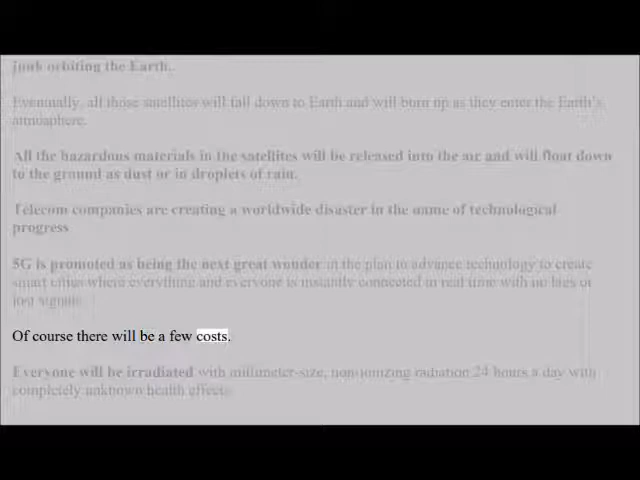 junk orbiting the Earth..
Eventually, all those satellites will fall down to Earth and will burn up as they enter the Earth's
atmosphere.
All the hazardous materials in the satellites will be released into the air and will float down
to the ground as dust or in droplets of rain.
Telecom companies are creating a worldwide disaster in the name of technological
progress
5G is promoted as being the next great wonder in the plan to advance technology to create
smart cities where everything and everyone is instantly connected in real time with no lags or
lost signals
Of course there will be a few costs.
Everyone will be irradiated with millimeter-size, non-ionizing radiation 24 hours a day with
completely unknown health effects.